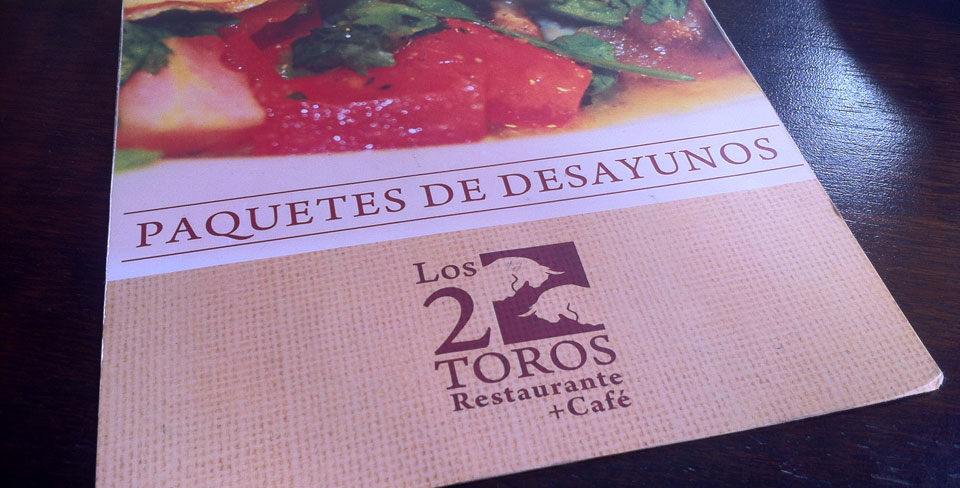 PAQUETES DE DESAYUNOS
Los
2
TOROS
Restaurante
+Café